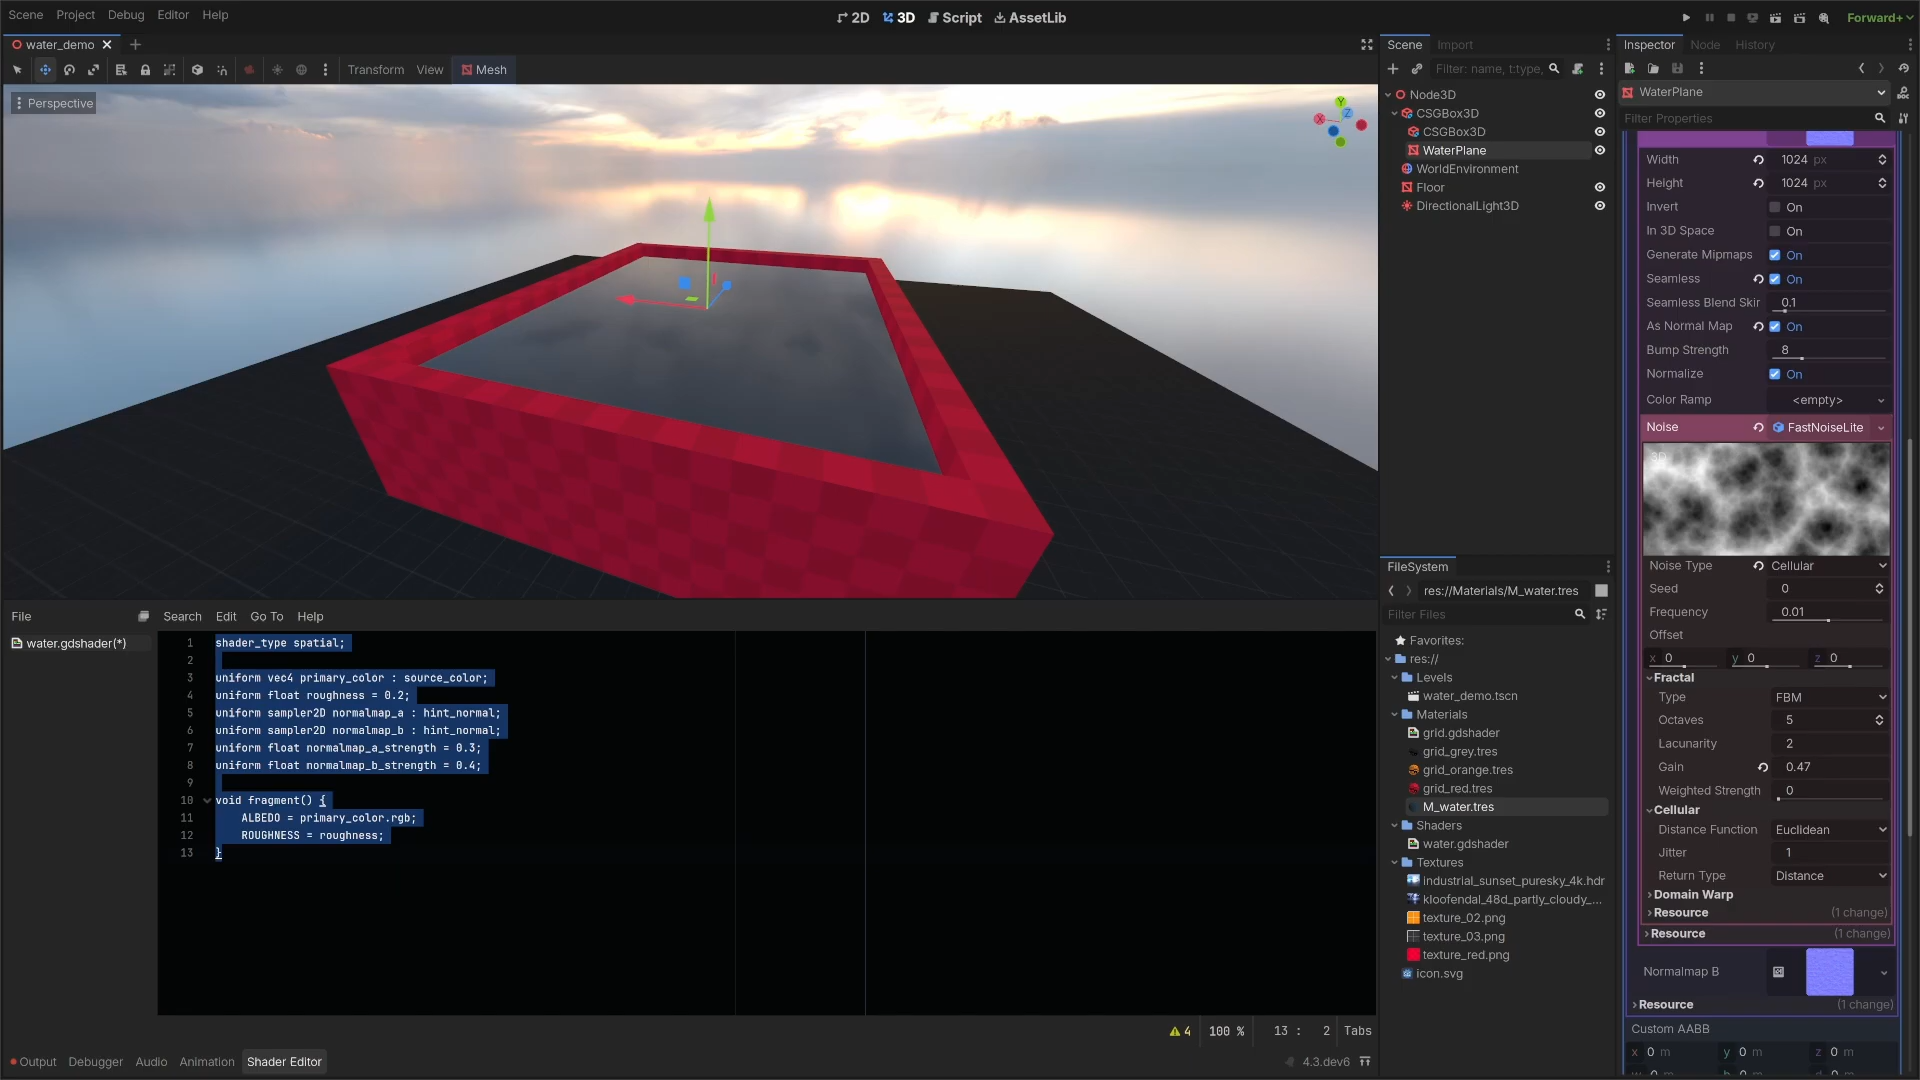 Scene Project Debug Editor Help
2D 3D Script AssetLib
Forward+
water_demo
Transform View Mesh
Perspective
Scene Import
Filter: name, t:type,
Node3D
CSGBox3D
CSGBox3D
WaterPlane
WorldEnvironment
Floor
DirectionalLight3D
FileSystem
res://Materials/M_water.tres
Filter Files
Favorites:
res://
Levels
water_demo.tscn
Materials
grid.gdshader
grid_grey.tres
grid_orange.tres
grid_red.tres
M_water.tres
Shaders
water.gdshader
Textures
industrial_sunset_puresky_4k.hdr
kloofendal_48d_partly_cloudy_...
texture_02.png
texture_03.png
texture_red.png
icon.svg
Inspector Node History
WaterPlane
Filter Properties
Width 1024 px
Height 1024 px
Invert On
In 3D Space On
Generate Mipmaps On
Seamless On
Seamless Blend Skir 0.1
As Normal Map On
Bump Strength 8
Normalize On
Color Ramp <empty>
Noise FastNoiseLite
3D
Noise Type Cellular
Seed 0
Frequency 0.01
Offset
x 0 y 0 z 0
Fractal
Type FBM
Octaves 5
Lacunarity 2
Gain 0.47
Weighted Strength 0
Cellular
Distance Function Euclidean
Jitter 1
Return Type Distance
Domain Warp
Resource (1 change)
Resource (1 change)
Normalmap B
Resource (1 change)
Custom AABB
x 0 m y 0 m z 0 m
File Search Edit Go To Help
water.gdshader(*)
1 shader_type spatial;
2
3 uniform vec4 primary_color : source_color;
4 uniform float roughness = 0.2;
5 uniform sampler2D normalmap_a : hint_normal;
6 uniform sampler2D normalmap_b : hint_normal;
7 uniform float normalmap_a_strength = 0.3;
8 uniform float normalmap_b_strength = 0.4;
9
10 void fragment() {
11 ALBEDO = primary_color.rgb;
12 ROUGHNESS = roughness;
13 }
4 100 % 13 : 2 Tabs
Output Debugger Audio Animation Shader Editor
4.3.dev6